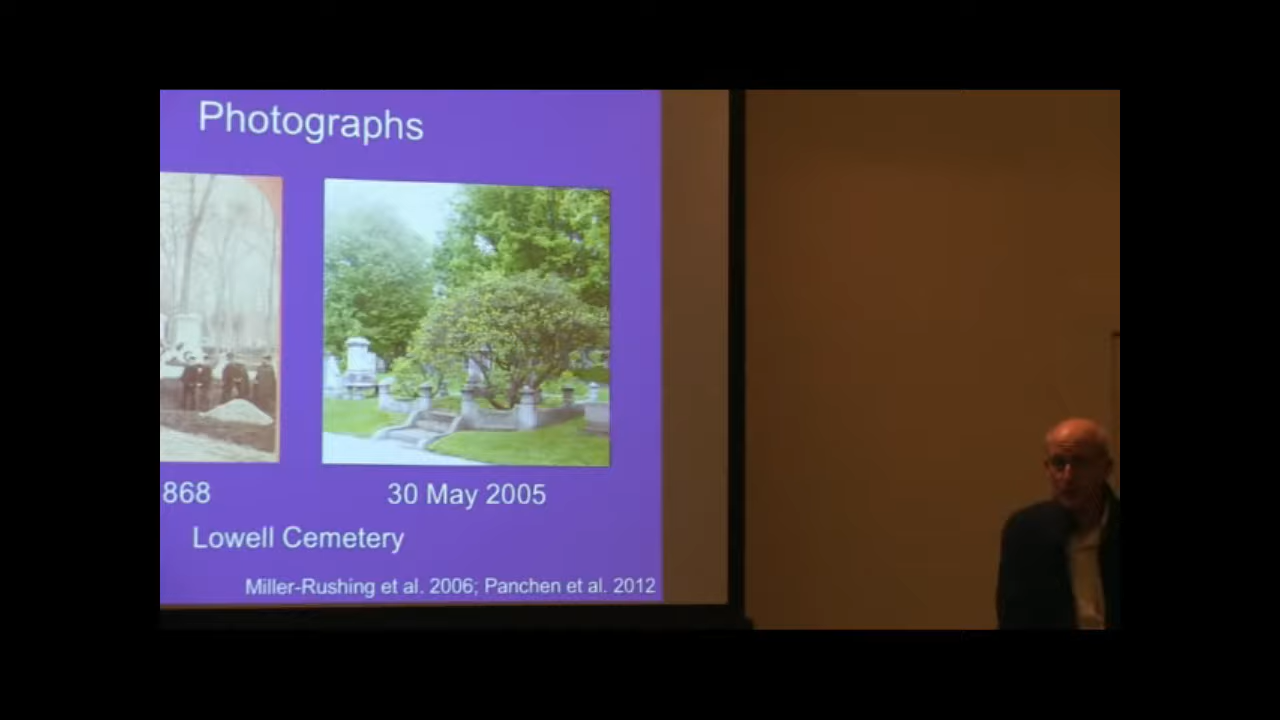 Photographs
868
30 May 2005
Lowell Cemetery
Miller-Rushing et al. 2006; Panchen et al. 2012